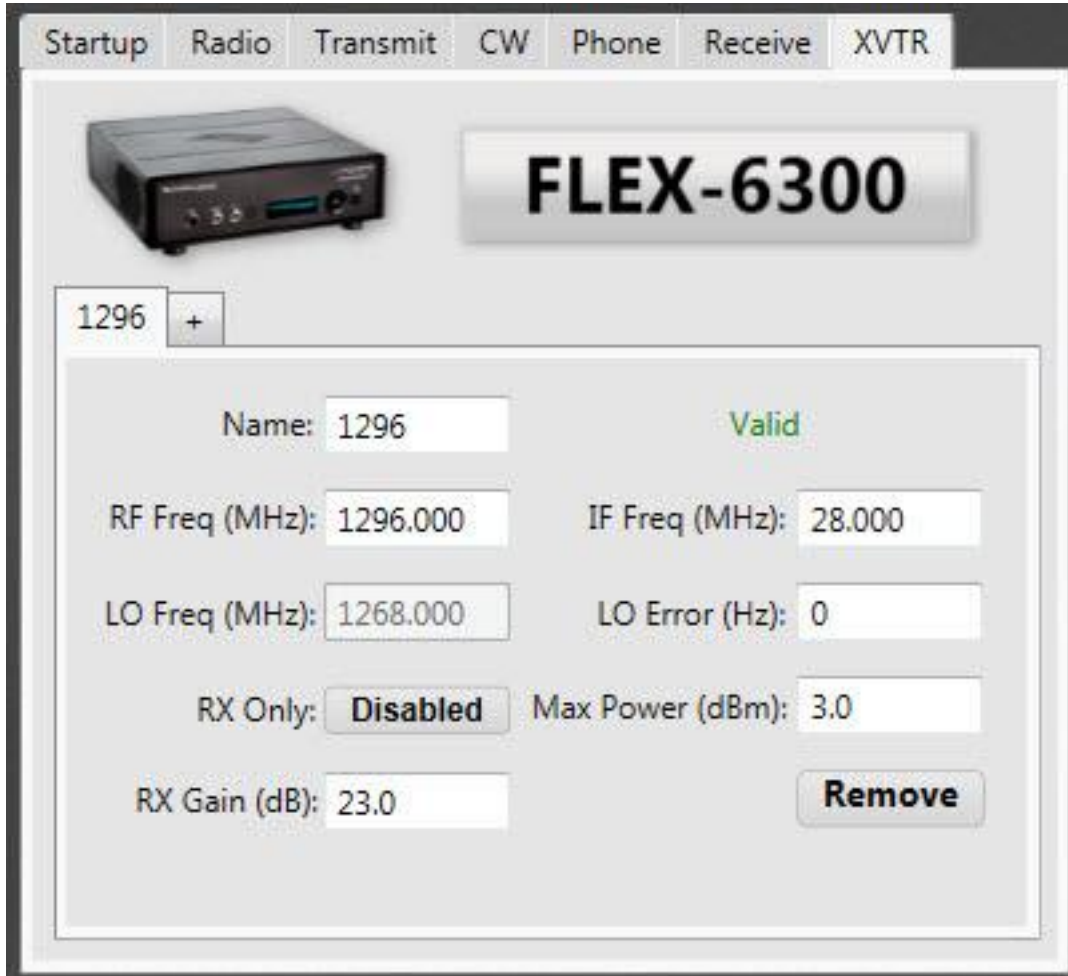 Startup Radio Transmit CW Phone Receive XVTR
FLEX-6300
1296 +
Name: 1296 Valid
RF Freq (MHz): 1296.000 IF Freq (MHz): 28.000
LO Freq (MHz): 1268.000 LO Error (Hz): 0
RX Only: Disabled Max Power (dBm): 3.0
RX Gain (dB): 23.0 Remove